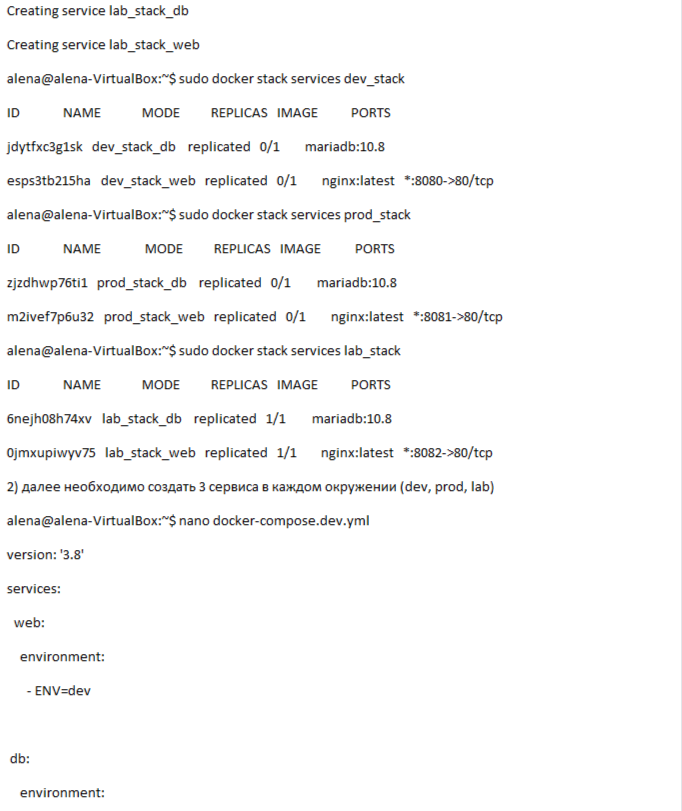 Creating service lab_stack_db
Creating service lab_stack_web
alena@alena-VirtualBox:~$ sudo docker stack services dev_stack
ID NAME MODE REPLICAS IMAGE PORTS
jdytfxc3g1sk dev_stack_db replicated 0/1 mariadb:10.8
esps3tb215ha dev_stack_web replicated 0/1 nginx:latest *:8080->80/tcp
alena@alena-VirtualBox:~$ sudo docker stack services prod_stack
ID NAME MODE REPLICAS IMAGE PORTS
zjzdhwp76ti1 prod_stack_db replicated 0/1 mariadb:10.8
m2ivef7p6u32 prod_stack_web replicated 0/1 nginx:latest *:8081->80/tcp
alena@alena-VirtualBox:~$ sudo docker stack services lab_stack
ID NAME MODE REPLICAS IMAGE PORTS
6nejh08h74xv lab_stack_db replicated 1/1 mariadb:10.8
0jmxupiwyv75 lab_stack_web replicated 1/1 nginx:latest *:8082->80/tcp
2) далее необходимо создать 3 сервиса в каждом окружении (dev, prod, lab)
alena@alena-VirtualBox:~$ nano docker-compose.dev.yml
version: '3.8'
services:
web:
environment:
- ENV=dev
db:
environment: